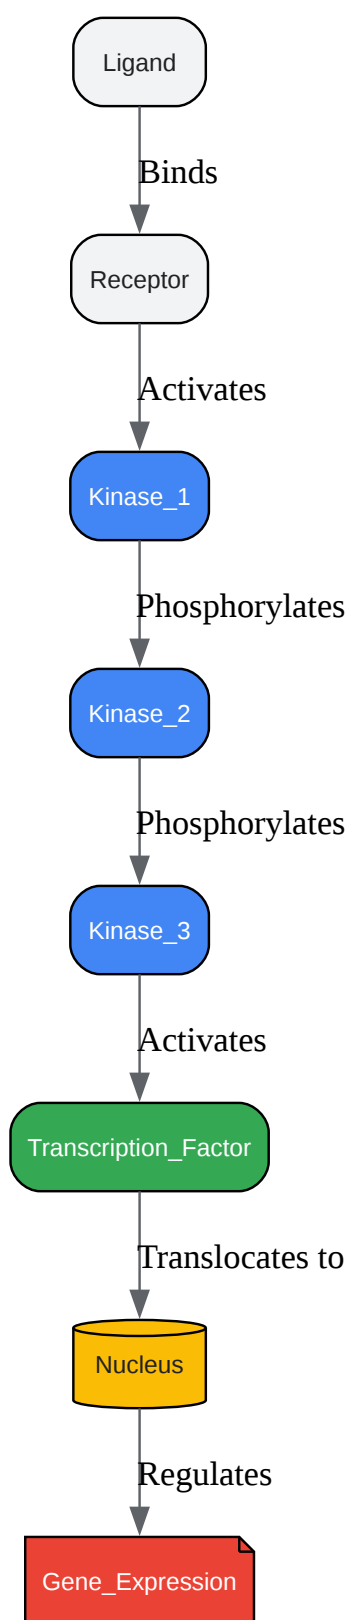 Ligand
Binds
Receptor
Activates
Kinase_1
Phosphorylates
Kinase_2
Phosphorylates
Kinase_3
Activates
Transcription_Factor
Translocates to
Nucleus
Regulates
Gene_Expression